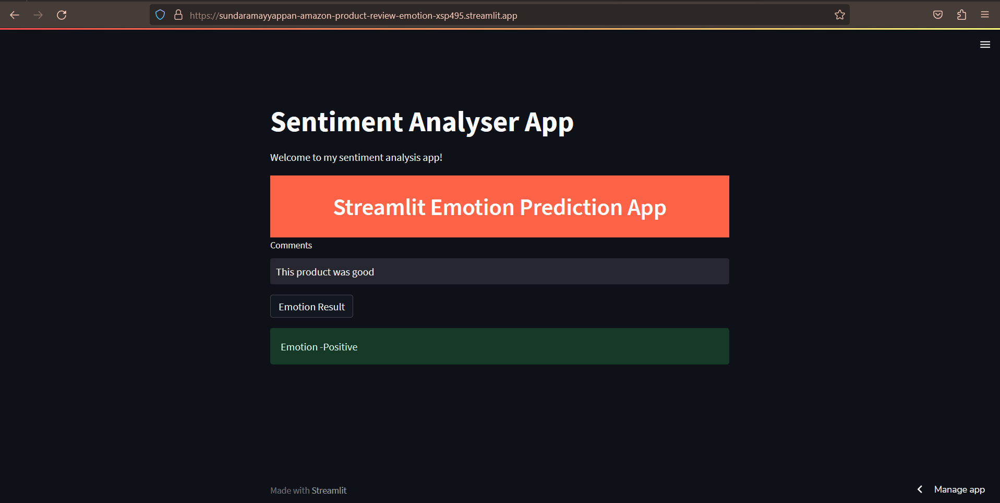 https://sundaramayyappan-amazon-product-review-emotion-xsp495.streamlit.app
Sentiment Analyser App
Welcome to my sentiment analysis app!
Streamlit Emotion Prediction App
Comments
This product was good
Emotion Result
Emotion -Positive
Made with Streamlit
Manage app